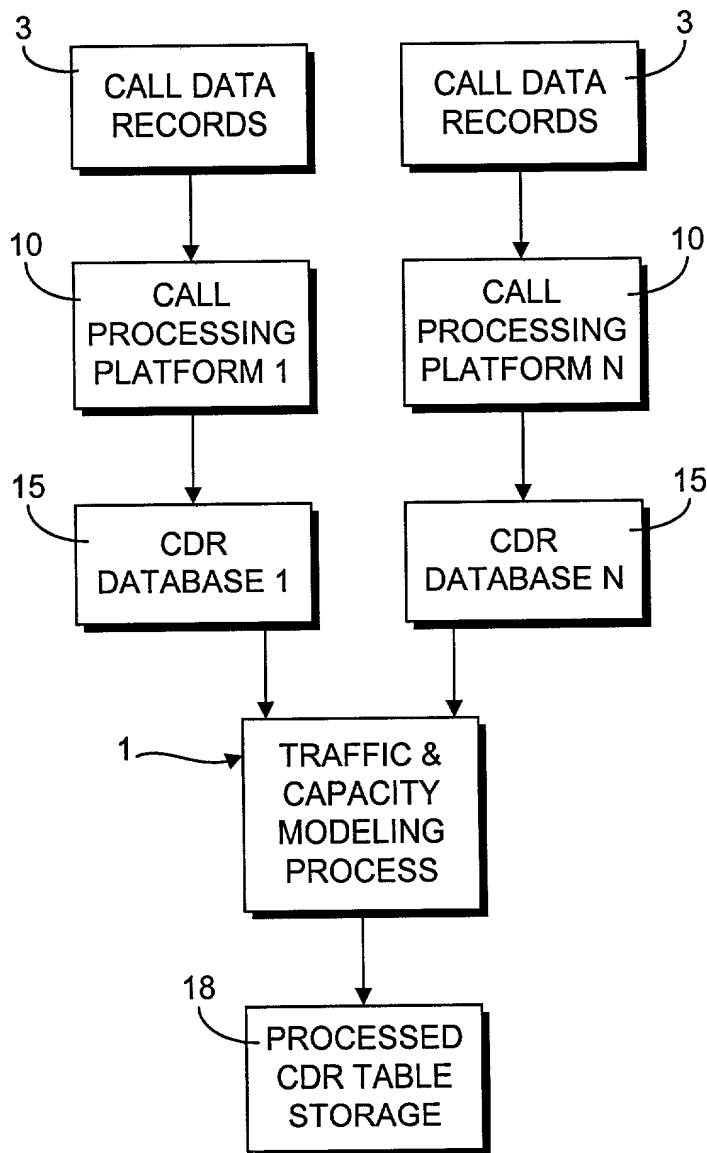 3
CALL DATA
RECORDS
3
CALL DATA
RECORDS
10
CALL
PROCESSING
PLATFORM 1
10
CALL
PROCESSING
PLATFORM N
15
CDR
DATABASE 1
15
CDR
DATABASE N
1
TRAFFIC &
CAPACITY
MODELING
PROCESS
18
PROCESSED
CDR TABLE
STORAGE